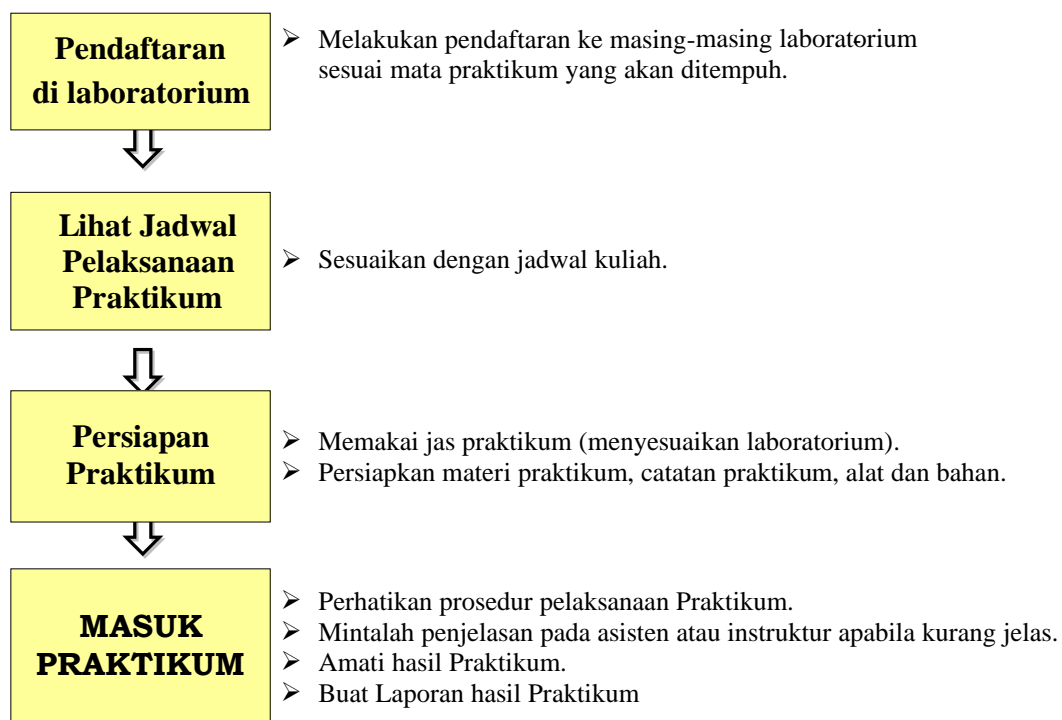 Pendaftaran
di laboratorium
➢ Melakukan pendaftaran ke masing-masing laboratorium
sesuai mata praktikum yang akan ditempuh.
Lihat Jadwal
Pelaksanaan
Praktikum
➢ Sesuaikan dengan jadwal kuliah.
Persiapan
Praktikum
➢ Memakai jas praktikum (menyesuaikan laboratorium).
➢ Persiapkan materi praktikum, catatan praktikum, alat dan bahan.
MASUK
PRAKTIKUM
➢ Perhatikan prosedur pelaksanaan Praktikum.
➢ Mintalah penjelasan pada asisten atau instruktur apabila kurang jelas.
➢ Amati hasil Praktikum.
➢ Buat Laporan hasil Praktikum